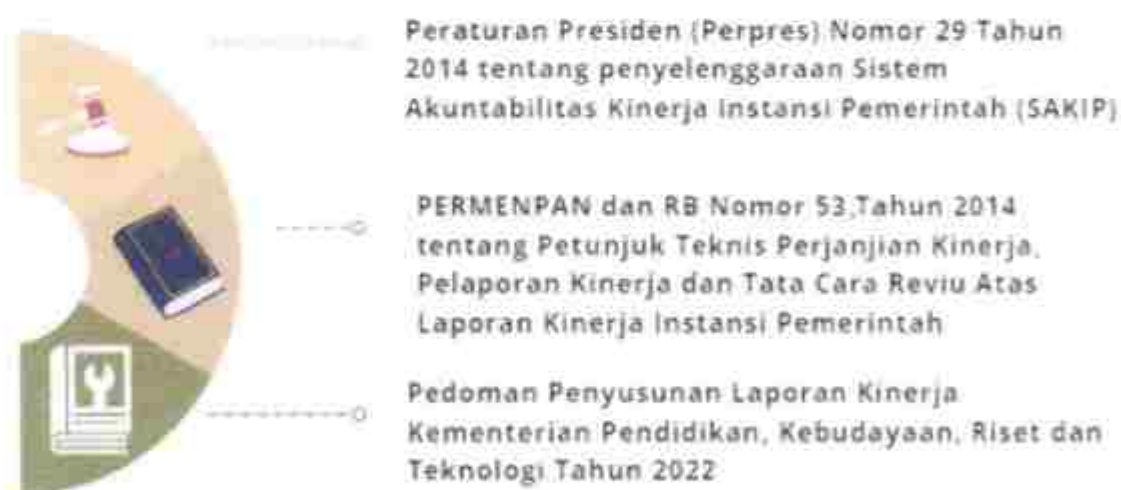 Peraturan Presiden (Perpres) Nomor 29 Tahun
2014 tentang penyelenggaraan Sistem
Akuntabilitas Kinerja Instansi Pemerintah (SAKIP)
PERMENPAN dan RB Nomor 53,Tahun 2014
tentang Petunjuk Teknis Perjanjian Kinerja,
Pelaporan Kinerja dan Tata Cara Reviu Atas
Laporan Kinerja Instansi Pemerintah
Pedoman Penyusunan Laporan Kinerja
Kementerian Pendidikan, Kebudayaan, Riset dan
Teknologi Tahun 2022